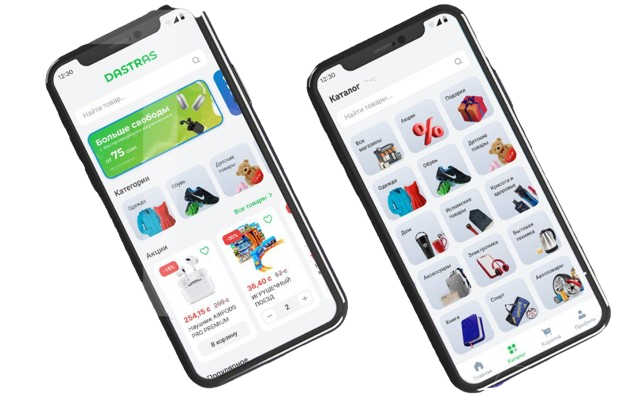 12:30
DASTRAS
Найти товар...
Больше свободы
от 75 сом.
Категории
Одежда
Обувь
Детские
товары
Все товары >
Акции
-15%
-30%
254,15 с 299 с
Наушник AIRPODS
PRO PREMIUM
В корзину
36,40 с 52 с
ИГРУШЕЧНЫЙ
ПОЕЗД
2
Популярное
12:30
Каталог
Найти товары...
Все
магазины
Акции
%
Подарки
Одежда
Обувь
Детские
товары
Дом
Исламские
товары
Красота и
здоровье
Аксессуары
Электроника
Бытовая
техника
Книги
Спорт
Автотовары
Главная
Каталог
Корзина
Профиль